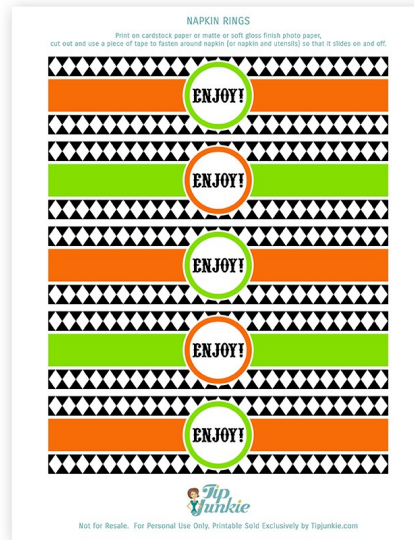 NAPKIN RINGS
Print on cardstock paper or matte or soft gloss finish photo paper,
cut out and use a piece of tape to fasten around napkin (or napkin and utensils) so that it slides on and off.
ENJOY!
ENJOY!
ENJOY!
ENJOY!
ENJOY!
Tip
Junkie
Not for Resale. For Personal Use Only. Printable Sold Exclusively by Tipjunkie.com